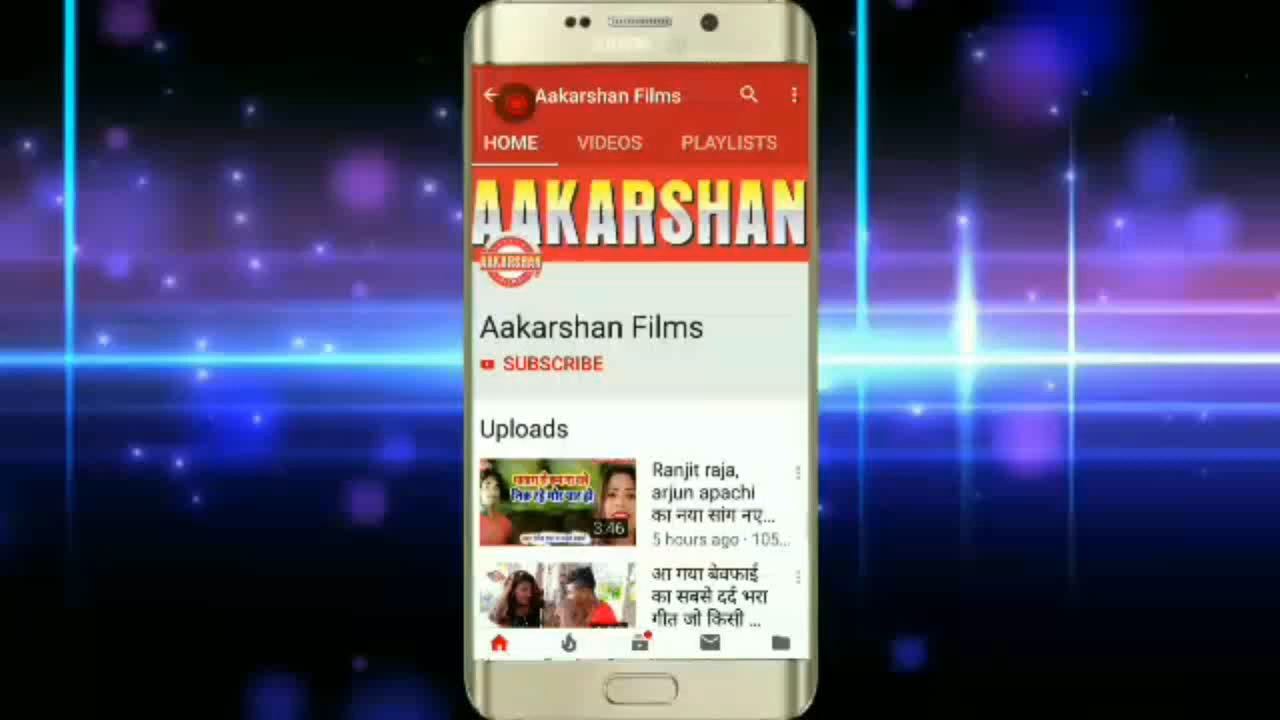 Aakarshan Films
HOME VIDEOS PLAYLISTS
AAKARSHAN
AAKARSHAN
Aakarshan Films
SUBSCRIBE
Uploads
Ranjit raja,
arjun apachi
का नया सांग नए...
3:46
5 hours ago · 105...
आ गया बेवफाई
का सबसे दर्द भरा
गीत जो किसी ...